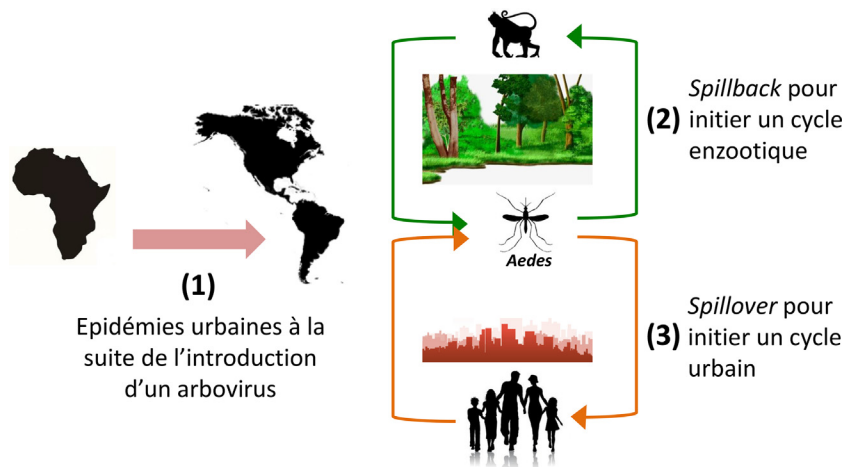 (1)
Epidémies urbaines à la
suite de l'introduction
d'un arbovirus
Aedes
(2)
Spillback pour
initier un cycle
enzootique
(3)
Spillover pour
initier un cycle
urbain